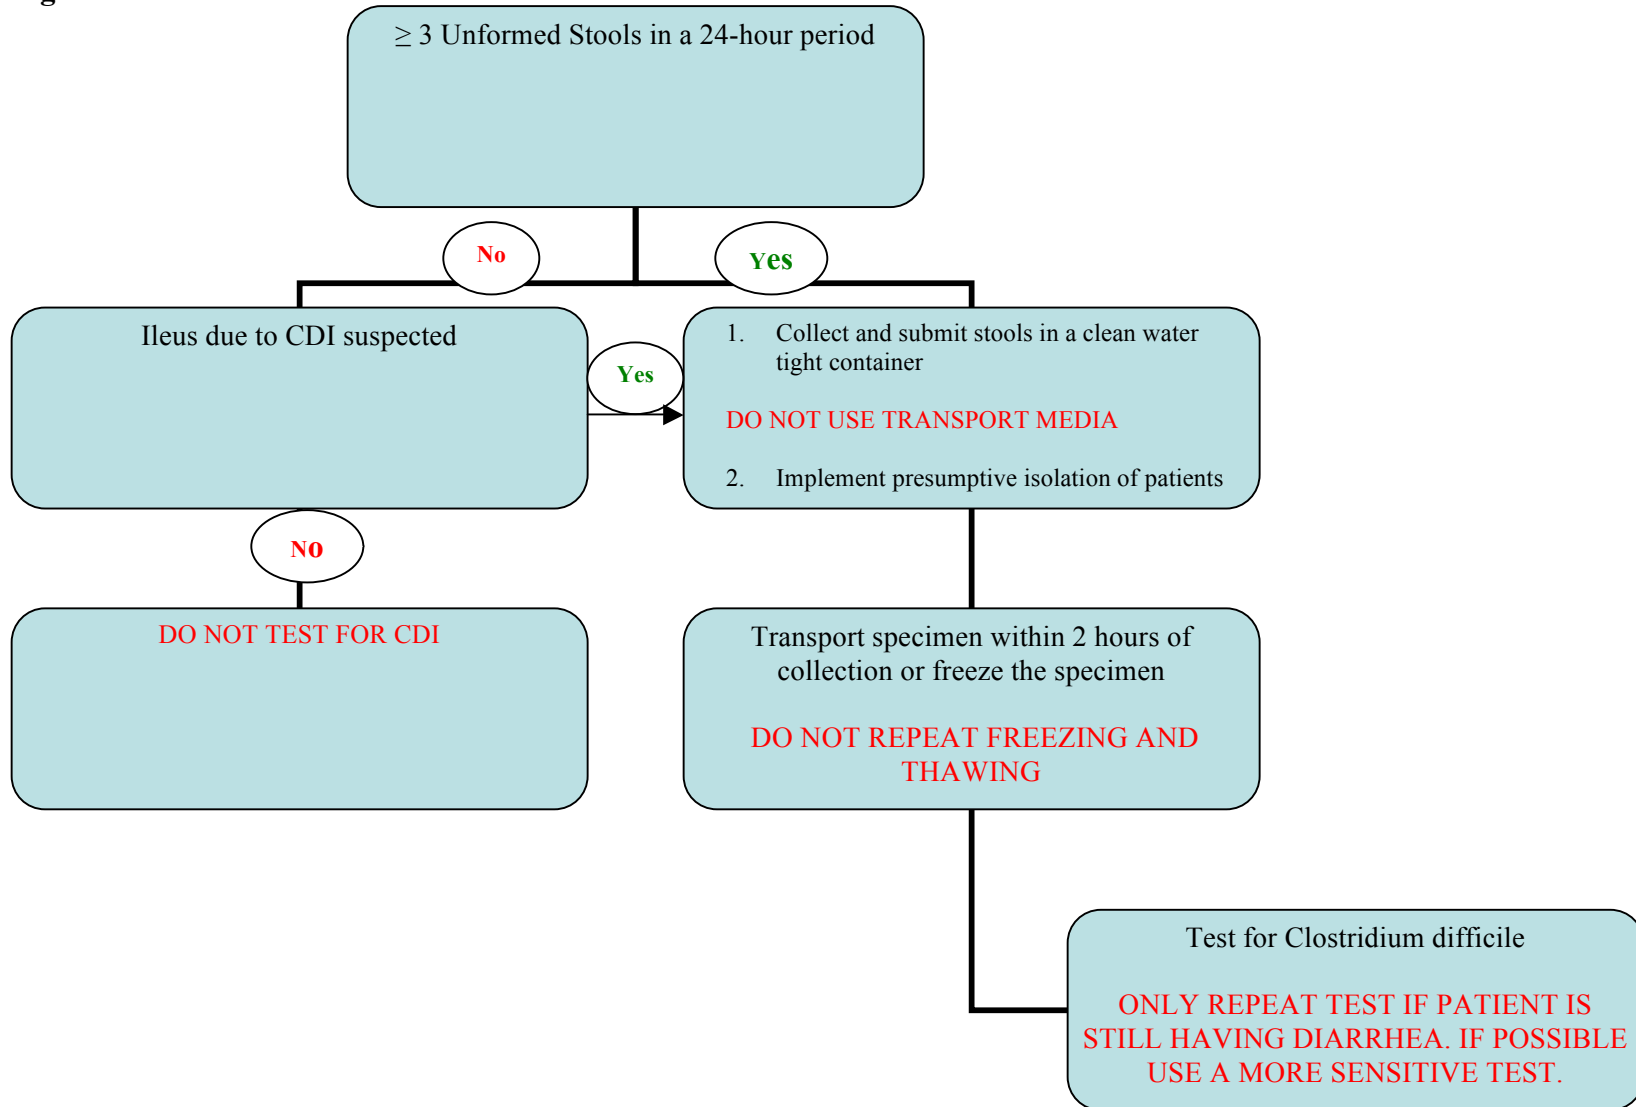 ≥ 3 Unformed Stools in a 24-hour period
No
Yes
Ileus due to CDI suspected
Yes
1. Collect and submit stools in a clean water
tight container
DO NOT USE TRANSPORT MEDIA
2. Implement presumptive isolation of patients
No
DO NOT TEST FOR CDI
Transport specimen within 2 hours of
collection or freeze the specimen
DO NOT REPEAT FREEZING AND
THAWING
Test for Clostridium difficile
ONLY REPEAT TEST IF PATIENT IS
STILL HAVING DIARRHEA. IF POSSIBLE
USE A MORE SENSITIVE TEST.